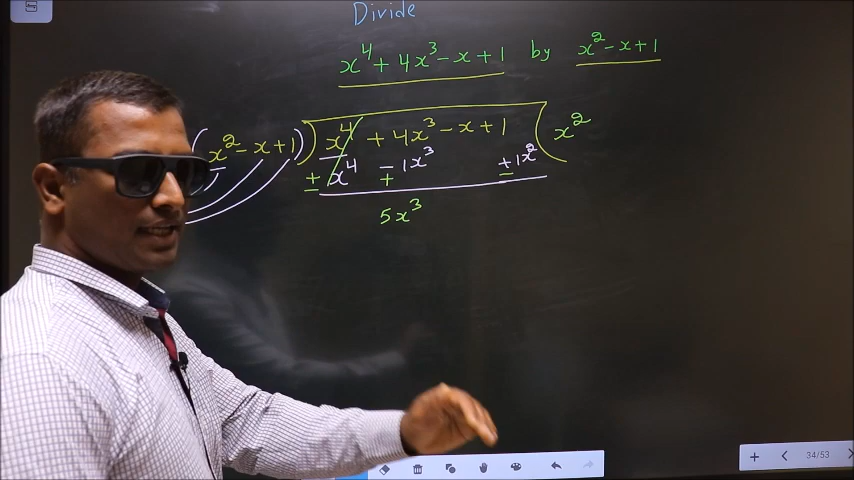 Divide
x⁴ + 4x³ - x + 1 by x² - x + 1
(x² - x + 1) ) x⁴ + 4x³ - x + 1 ( x²
x⁴ - 1x³ + 1x²
- + -
5x³
34/53